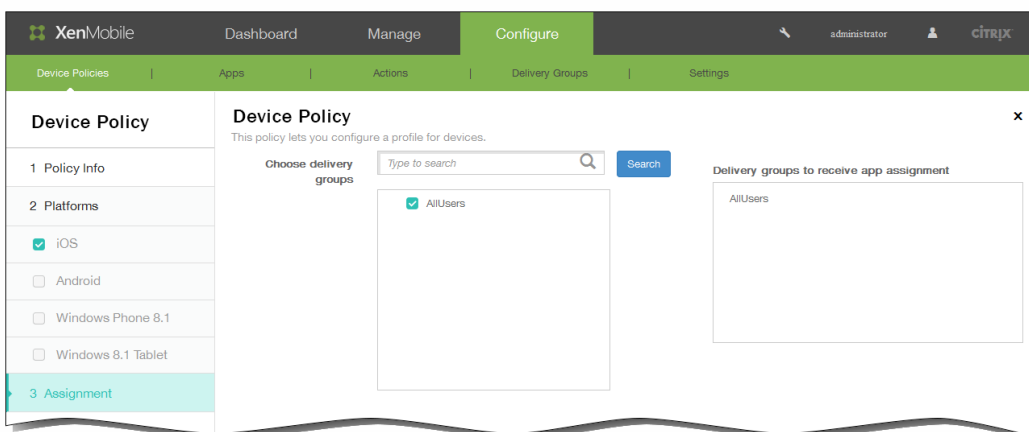 XenMobile Dashboard Manage Configure administrator CITRIX
Device Policies | Apps | Actions | Delivery Groups | Settings
Device Policy
1 Policy Info
2 Platforms
iOS
Android
Windows Phone 8.1
Windows 8.1 Tablet
3 Assignment
Device Policy x
This policy lets you configure a profile for devices.
Choose delivery
groups
Type to search
Search
AllUsers
Delivery groups to receive app assignment
AllUsers